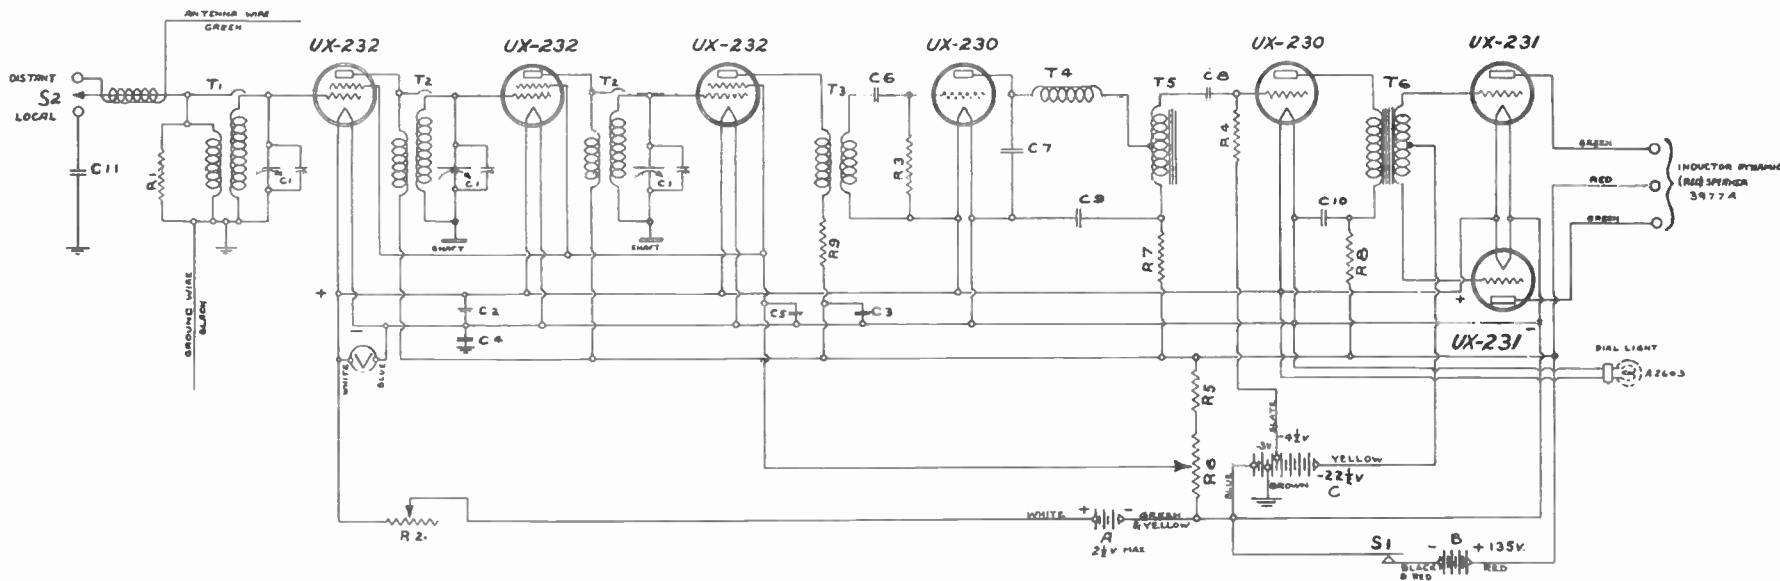 ANTENNA WIRE
GREEN
UX-232
UX-232
UX-232
UX-230
UX-230
UX-231
DISTANT
S2
LOCAL
T1
T2
T2
T3
C6
T4
T5
C8
T6
R4
C11
R1
C1
C1
C1
R3
C7
C9
C10
GREEN
RED
GREEN
INDUCTOR DYNAMIC
SPEAKER
3977A
SHAFT
SHAFT
R9
R7
R8
GROUND WIRE
BLACK
+
C2
C5
C3
C4
+
-
UX-231
-
V
WHITE
BLUE
DIAL LIGHT
A2603
R5
SLATE
-3V
-4½V
YELLOW
-22½V
R6
BLUE
BROWN
C
R2.
WHITE
+
-
GREEN
& YELLOW
A
2½V MAX
S1
-
B
+135V.
BLACK
& RED
RED